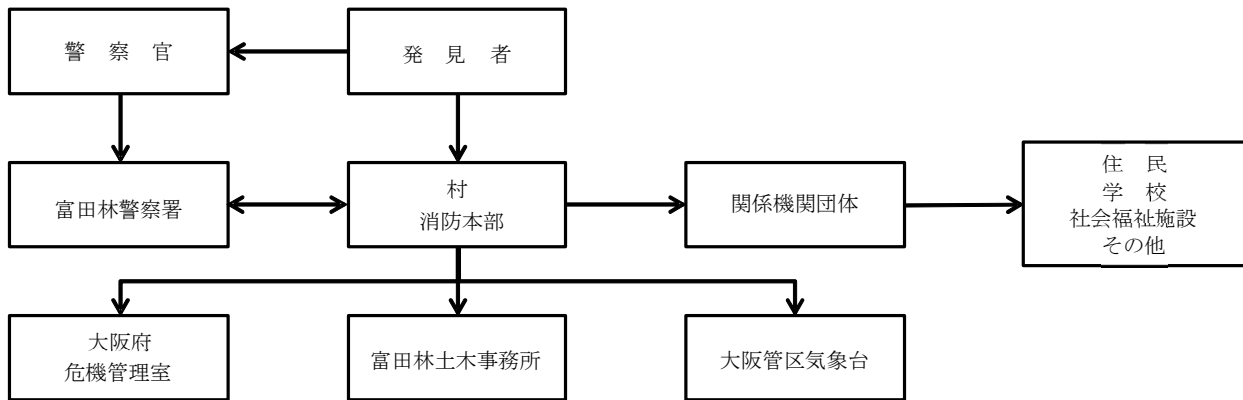 警　察　官
発　見　者
富田林警察署
村
消防本部
関係機関団体
住　民
学　校
社会福祉施設
その他
大阪府
危機管理室
富田林土木事務所
大阪管区気象台